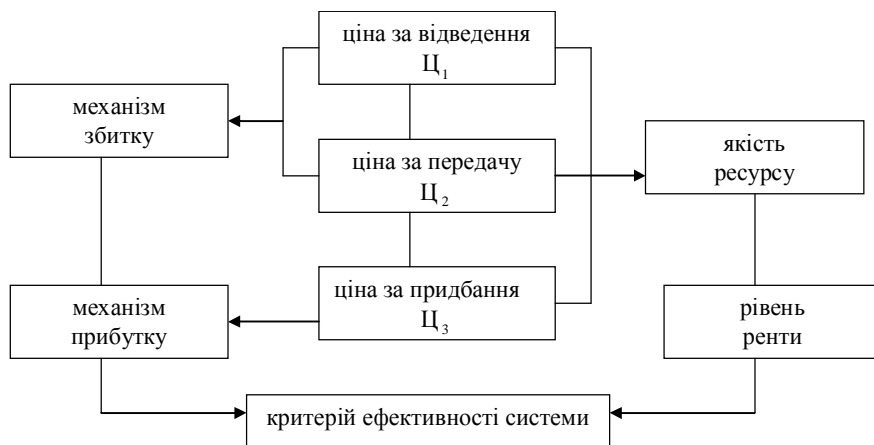 ціна за відведення
Ц₁
механізм
збитку
ціна за передачу
Ц₂
якість
ресурсу
ціна за придбання
Ц₃
механізм
прибутку
рівень
ренти
критерій ефективності системи